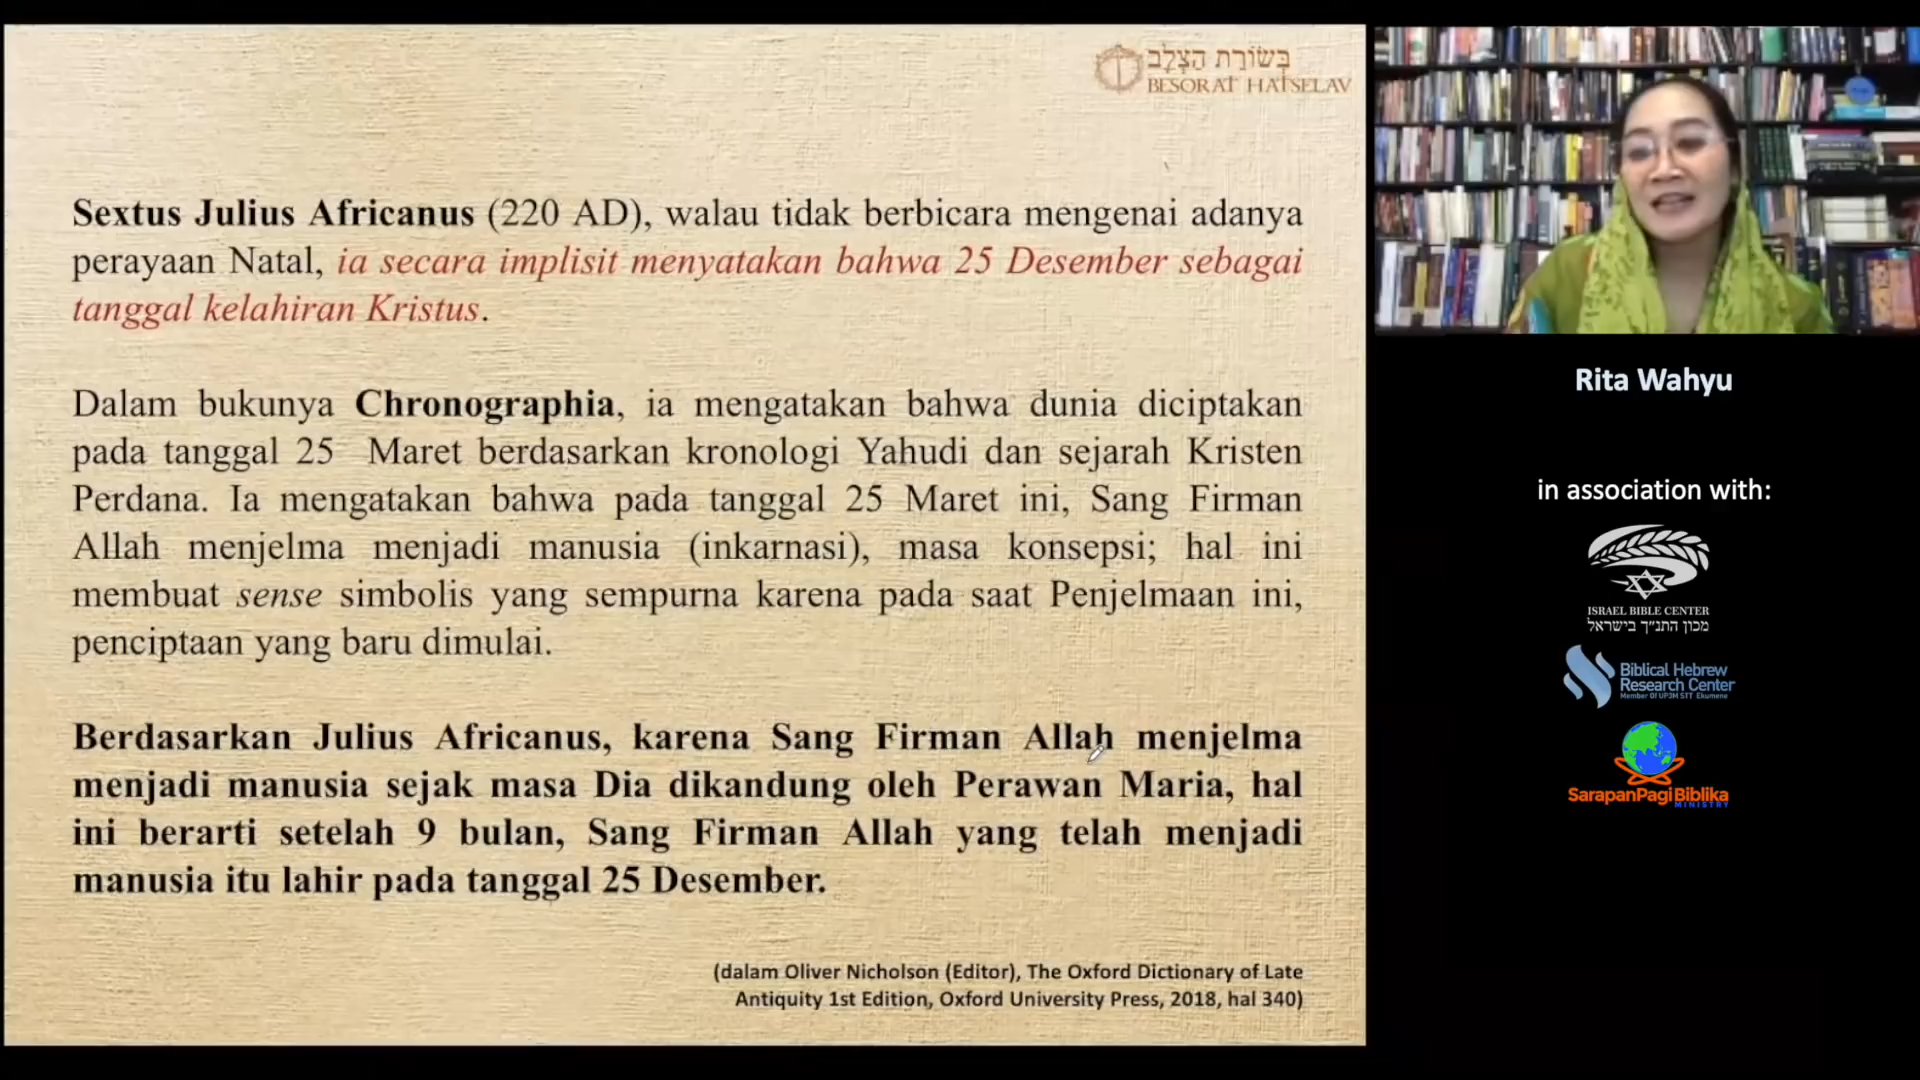 בְּשׂוֹרַת הַצְּלָב
BESORAT HATSELAV
Sextus Julius Africanus (220 AD), walau tidak berbicara mengenai adanya
perayaan Natal, ia secara implisit menyatakan bahwa 25 Desember sebagai
tanggal kelahiran Kristus.
Dalam bukunya Chronographia, ia mengatakan bahwa dunia diciptakan
pada tanggal 25 Maret berdasarkan kronologi Yahudi dan sejarah Kristen
Perdana. Ia mengatakan bahwa pada tanggal 25 Maret ini, Sang Firman
Allah menjelma menjadi manusia (inkarnasi), masa konsepsi; hal ini
membuat sense simbolis yang sempurna karena pada saat Penjelmaan ini,
penciptaan yang baru dimulai.
Berdasarkan Julius Africanus, karena Sang Firman Allah menjelma
menjadi manusia sejak masa Dia dikandung oleh Perawan Maria, hal
ini berarti setelah 9 bulan, Sang Firman Allah yang telah menjadi
manusia itu lahir pada tanggal 25 Desember.
(dalam Oliver Nicholson (Editor), The Oxford Dictionary of Late
Antiquity 1st Edition, Oxford University Press, 2018, hal 340)
Rita Wahyu
in association with:
ISRAEL BIBLE CENTER
מכון התנ״ך בישראל
Biblical Hebrew
Research Center
Member Of UP3M STT Ekumene
SarapanPagiBiblika
MINISTRY